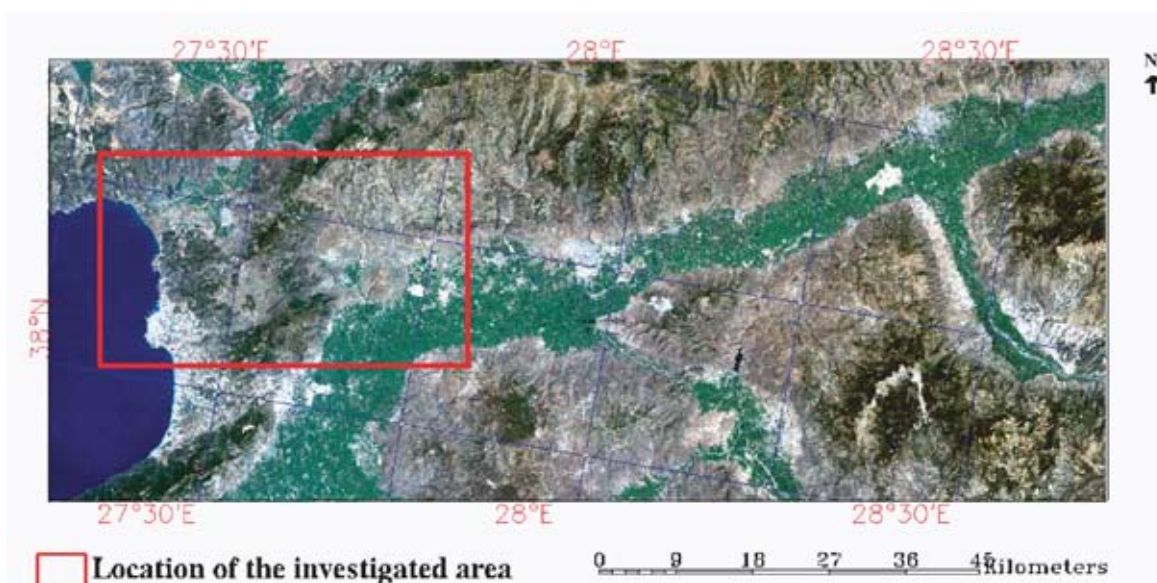 27°30'E 28°E 28°30'E
N
38°N
27°30'E 28°E 28°30'E
Location of the investigated area
0 9 18 27 36 45 Kilometers